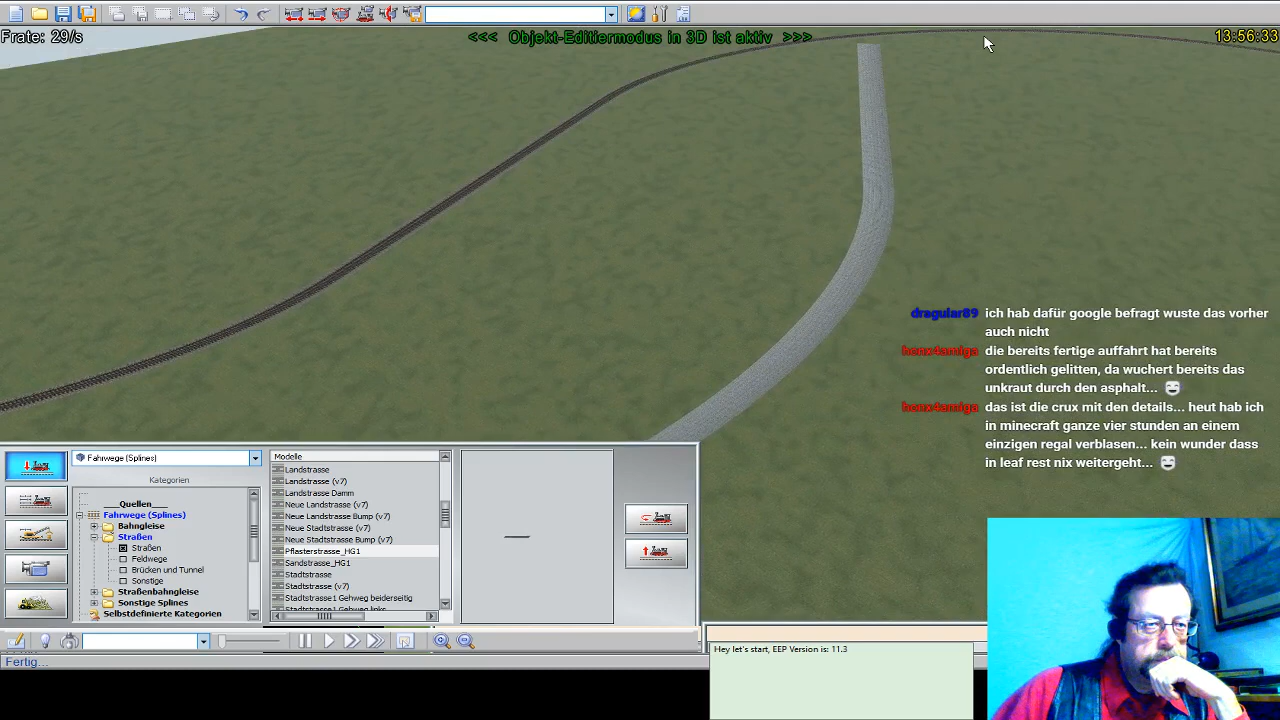 Frate: 29/s
<<< Objekt-Editiermodus in 3D ist aktiv >>>
13:56:33
dragular89 ich hab dafür google befragt wuste das vorher
auch nicht
die bereits fertige auffahrt hat bereits
ordentlich gelitten, da wuchert bereits das
unkraut durch den asphalt...
das ist die crux mit den details... heut hab ich
in minecraft ganze vier stunden an einem
einzigen regal verblasen... kein wunder dass
in leaf rest nix weitergeht...
Fahrwege (Splines)
Kategorien
__Quellen__
Fahrwege (Splines)
Bahngleise
Straßen
Straßen
Feldwege
Brücken und Tunnel
Sonstige
Straßenbahngleise
Sonstige Splines
Selbstdefinierte Kategorien
Modelle
Landstrasse
Landstrasse (v7)
Landstrasse Damm
Neue Landstrasse (v7)
Neue Landstrasse Bump (v7)
Neue Stadtstrasse (v7)
Neue Stadtstrasse Bump (v7)
Pflasterstrasse_HG1
Sandstrasse_HG1
Stadtstrasse
Stadtstrasse (v7)
Stadtstrasse1 Gehweg beiderseitig
Stadtstrasse1 Gehweg links
Fertig...
Hey let's start, EEP Version is: 11.3